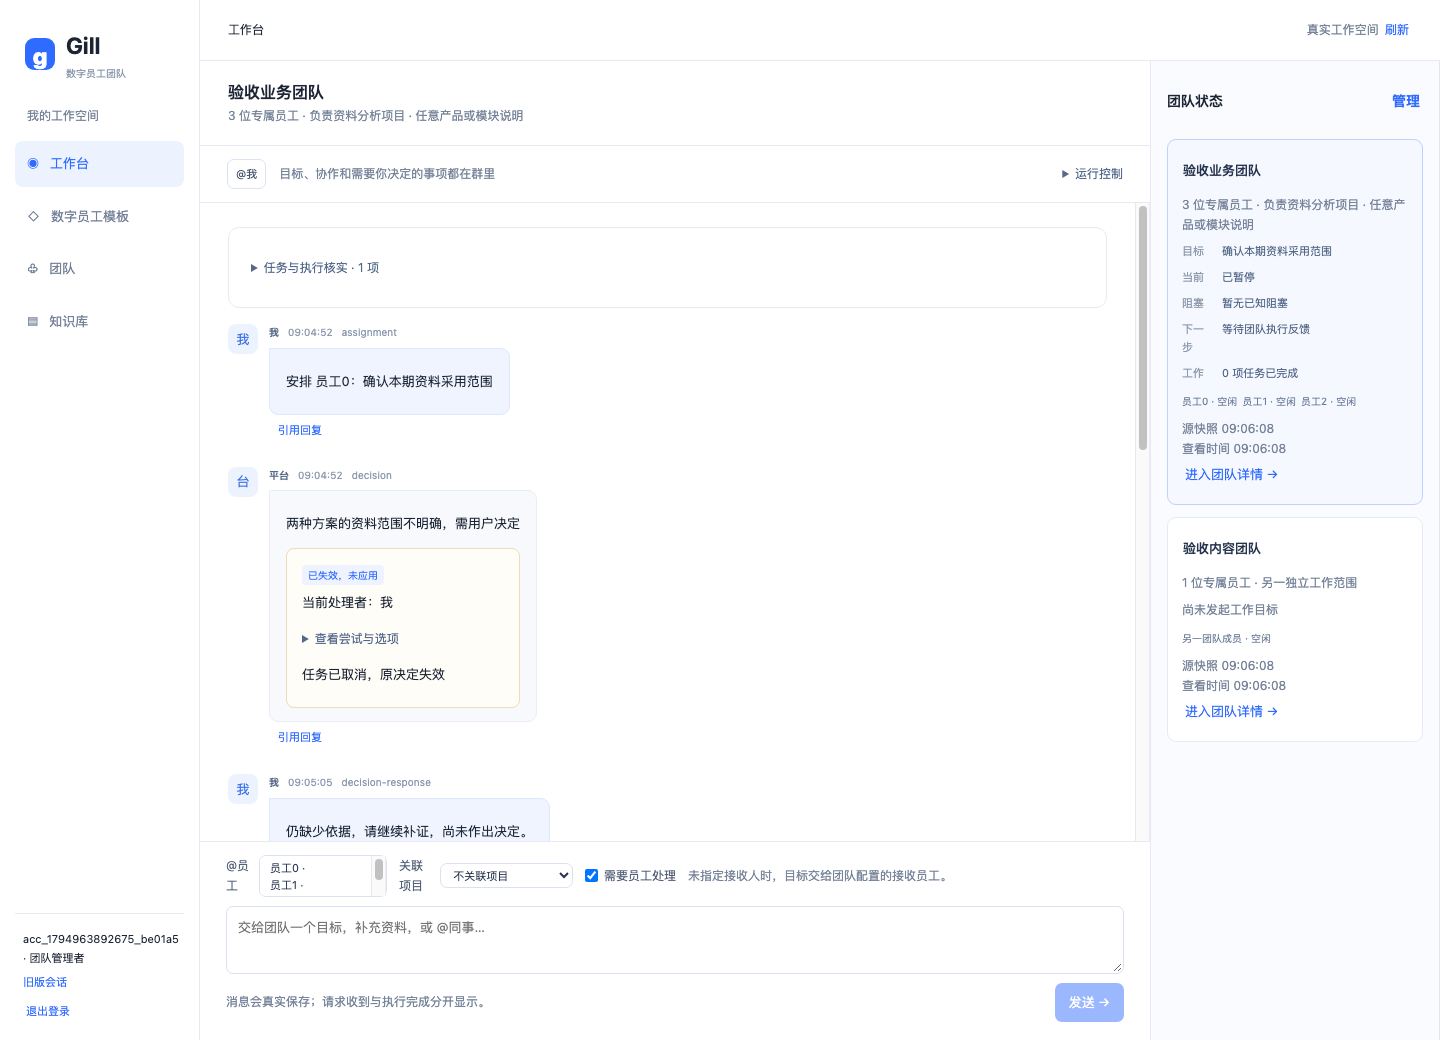 g
Gill
数字员工团队
我的工作空间
工作台
数字员工模板
团队
知识库
acc_1794963892675_be01a5
· 团队管理者
旧版会话
退出登录
工作台
真实工作空间 刷新
验收业务团队
3 位专属员工 · 负责资料分析项目 · 任意产品或模块说明
@我 目标、协作和需要你决定的事项都在群里
运行控制
任务与执行核实 · 1 项
我
我 09:04:52 assignment
安排 员工0：确认本期资料采用范围
引用回复
台
平台 09:04:52 decision
两种方案的资料范围不明确，需用户决定
已失效，未应用
当前处理者：我
查看尝试与选项
任务已取消，原决定失效
引用回复
我
我 09:05:05 decision-response
仍缺少依据，请继续补证，尚未作出决定。
@员
工
员工0 ·
员工1 ·
关联
项目
不关联项目
需要员工处理
未指定接收人时，目标交给团队配置的接收员工。
交给团队一个目标，补充资料，或 @同事...
消息会真实保存；请求收到与执行完成分开显示。
发送 →
团队状态
管理
验收业务团队
3 位专属员工 · 负责资料分析项目 · 任意产
品或模块说明
目标 确认本期资料采用范围
当前 已暂停
阻塞 暂无已知阻塞
下一 等待团队执行反馈
步
工作 0 项任务已完成
员工0 · 空闲 员工1 · 空闲 员工2 · 空闲
源快照 09:06:08
查看时间 09:06:08
进入团队详情 →
验收内容团队
1 位专属员工 · 另一独立工作范围
尚未发起工作目标
另一团队成员 · 空闲
源快照 09:06:08
查看时间 09:06:08
进入团队详情 →